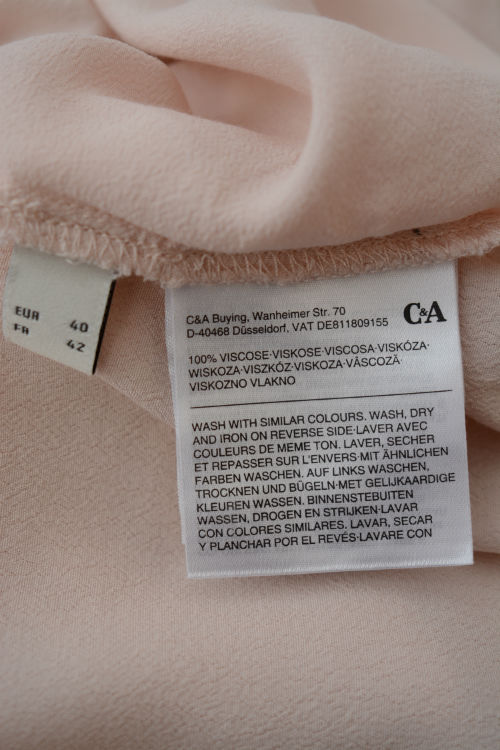 EUR 40
FR 42
C&A Buying, Wanheimer Str. 70
D-40468 Düsseldorf. VAT DE811809155
C&A
100% VISCOSE·VISKOSE·VISCOSA·VISKÓZA·
WISKOZA·VISZKÓZ·VISKOZA·VÂSCOZĂ·
VISKOZNO VLAKNO
WASH WITH SIMILAR COLOURS. WASH, DRY
AND IRON ON REVERSE SIDE·LAVER AVEC
COULEURS DE MEME TON. LAVER, SECHER
ET REPASSER SUR L'ENVERS·MIT ÄHNLICHEN
FARBEN WASCHEN. AUF LINKS WASCHEN,
TROCKNEN UND BÜGELN·MET GELIJKAARDIGE
KLEUREN WASSEN. BINNENSTEBUITEN
WASSEN, DROGEN EN STRIJKEN·LAVAR
CON COLORES SIMILARES. LAVAR, SECAR
Y PLANCHAR POR EL REVÉS·LAVARE CON